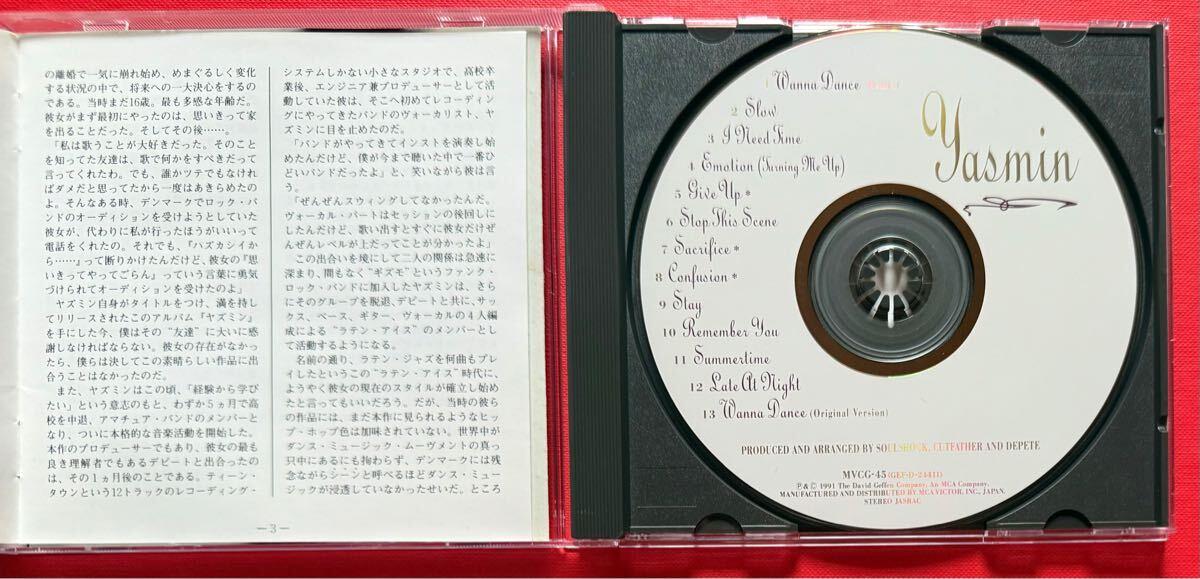 の離婚で一気に崩れ始め、めまぐるしく変化
する状況の中で、将来への一大決心をするの
である。当時まだ16歳。最も多感な年齢だ。
彼女がまず最初にやったのは、思いきって家
を出ることだった。そしてその後……。
「私は歌うことが大好きだった。そのこと
を知ってた友達は、歌で何かをすべきだって
言ってくれたわ。でも、誰かツテでもなけれ
ばダメだと思ってたから一度はあきらめたの
よ。そんなある時、デンマークでロック・バ
ンドのオーディションを受けようとしていた
彼女が、代わりに私が行ったほうがいいって
電話をくれたの。それでも、『ハズカシイか
ら……』って断りかけたんだけど、彼女の『思
いきってやってごらん』っていう言葉に勇気
づけられてオーディションを受けたのよ」
ヤズミン自身がタイトルをつけ、満を持し
てリリースされたこのアルバム『ヤズミン』
を手にした今、僕はその“友達”に大いに感
謝しなければならない。彼女の存在がなかっ
たら、僕らは決してこの素晴らしい作品に出
合うことはなかったのだ。
また、ヤズミンはこの頃、「経験から学び
たい」という意志のもと、わずか5ヵ月で高
校を中退、アマチュア・バンドのメンバーと
なり、ついに本格的な音楽活動を開始した。
本作のプロデューサーでもあり、彼女の最も
良き理解者でもあるデピートと出合ったの
は、その1ヵ月後のことである。ティーン・
タウンという12トラックのレコーディング・
システムしかない小さなスタジオで、高校卒
業後、エンジニア兼プロデューサーとして活
動していた彼は、そこへ初めてレコーディン
グにやってきたバンドのヴォーカリスト、ヤ
ズミンに目を止めたのだ。
「バンドがやってきてインストを演奏し始
めたんだけど、僕が今まで聴いた中で一番ひ
どいバンドだったよ」と、笑いながら彼は言
う。
「ぜんぜんスウィングしてなかったんだ。
ヴォーカル・パートはセッションの後回しに
したんだけど、歌い出すとすぐに彼女だけぜ
んぜんレベルが上だってことが分かったよ」
この出合いを境にして二人の関係は急速に
深まり、間もなく“ギズモ”というファンク・
ロック・バンドに加入したヤズミンは、さら
にそのグループを脱退、デピートと共に、サッ
クス、ベース、ギター、ヴォーカルの4人編
成による“ラテン・アイス”のメンバーとし
て活動するようになる。
名前の通り、ラテン・ジャズを何曲もプレ
イしたというこの“ラテン・アイス”時代に、
ようやく彼女の現在のスタイルが確立し始め
たと言ってもいいだろう。だが、当時の彼ら
の作品には、まだ本作に見られるようなヒッ
プ・ホップ色は加味されていない。世界中が
ダンス・ミュージック・ムーヴメントの真っ
只中にあるにも拘わらず、デンマークには残
念ながらシーンと呼べるほどダンス・ミュー
ジックが浸透していなかったせいだ。ところ
—3—
Yasmin
1 Wanna Dance
2 Slow
3 I Need Time
4 Emotion (Turning Me Up)
5 Give Up *
6 Stop This Scene
7 Sacrifice *
8 Confusion *
9 Stay
10 Remember You
11 Summertime
12 Late At Night
13 Wanna Dance (Original Version)
PRODUCED AND ARRANGED BY SOULSHOCK, CUTFATHER AND DEPETE
MVCG-45 (GEF-D-24411)
℗&© 1991 The David Geffen Company, An MCA Company.
MANUFACTURED AND DISTRIBUTED BY MCA VICTOR, INC., JAPAN.
STEREO JASRAC